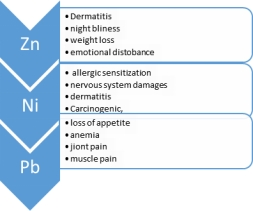 Zn
• Dermatitis
• night bliness
• weight loss
• emotional distobance
Ni
• allergic sensitization
• nervous system damages
• dermatitis
• Carcinogenic,
Pb
• loss of appetite
• anemia
• jiont pain
• muscle pain